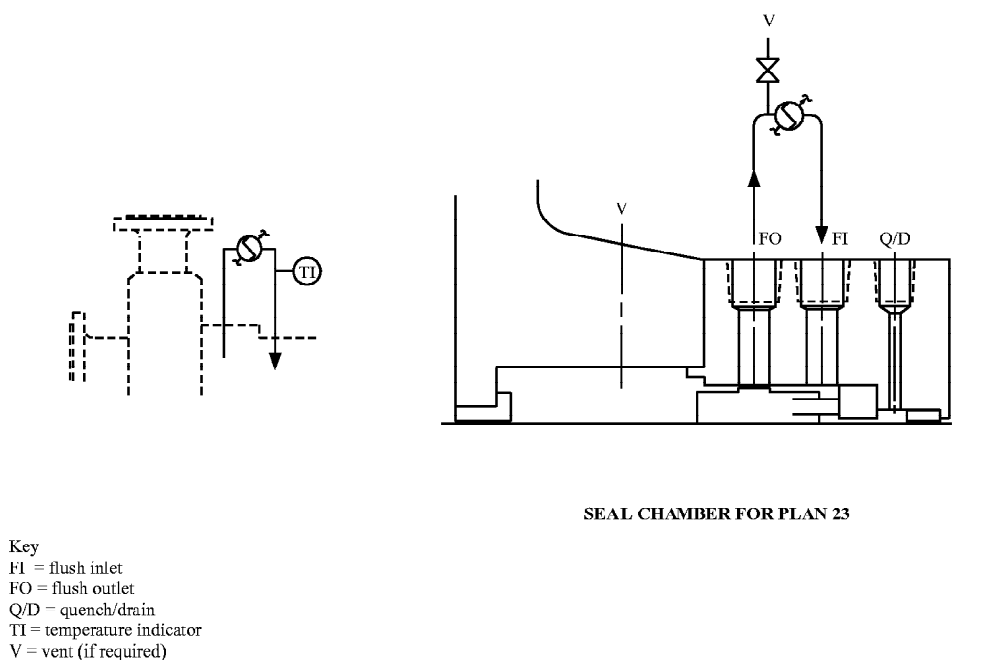 V
V
FO
FI
Q/D
TI
SEAL CHAMBER FOR PLAN 23
Key
FI = flush inlet
FO = flush outlet
Q/D = quench/drain
TI = temperature indicator
V = vent (if required)